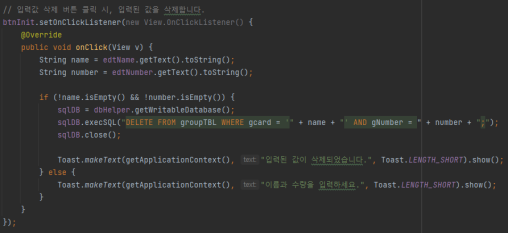 // 입력값 삭제 버튼 클릭 시, 입력된 값을 삭제합니다.
btnInit.setOnClickListener(new View.OnClickListener() {
@Override
public void onClick(View v) {
String name = edtName.getText().toString();
String number = edtNumber.getText().toString();
if (!name.isEmpty() && !number.isEmpty()) {
sqlDB = dbHelper.getWritableDatabase();
sqlDB.execSQL("DELETE FROM groupTBL WHERE gcard = '" + name + "' AND gNumber = " + number + ";");
sqlDB.close();
Toast.makeText(getApplicationContext(), text: "입력된 값이 삭제되었습니다.", Toast.LENGTH_SHORT).show();
} else {
Toast.makeText(getApplicationContext(), text: "이름과 수량을 입력하세요.", Toast.LENGTH_SHORT).show();
}
}
});